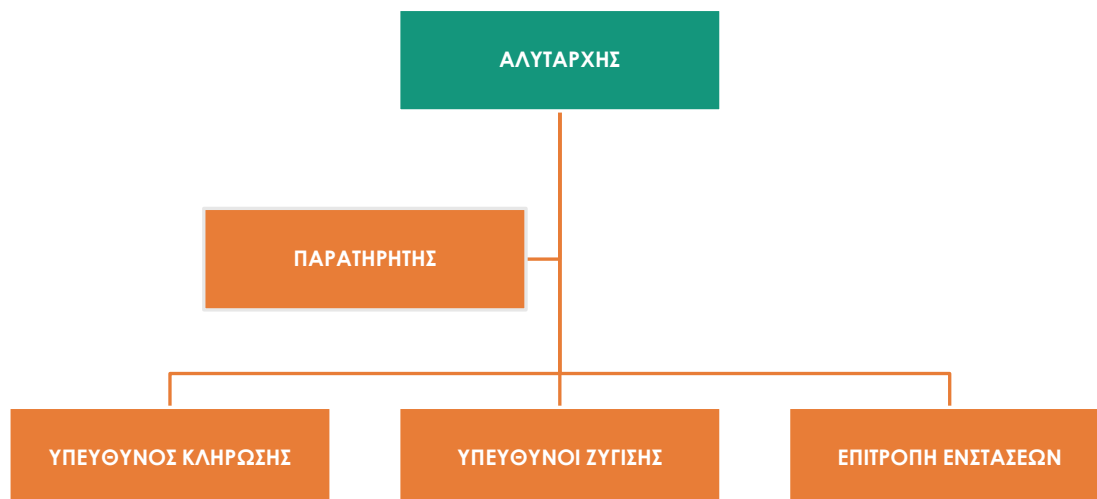 ΑΛΥΤΑΡΧΗΣ
ΠΑΡΑΤΗΡΗΤΗΣ
ΥΠΕΥΘΥΝΟΣ ΚΛΗΡΩΣΗΣ
ΥΠΕΥΘΥΝΟΙ ΖΥΓΙΣΗΣ
ΕΠΙΤΡΟΠΗ ΕΝΣΤΑΣΕΩΝ